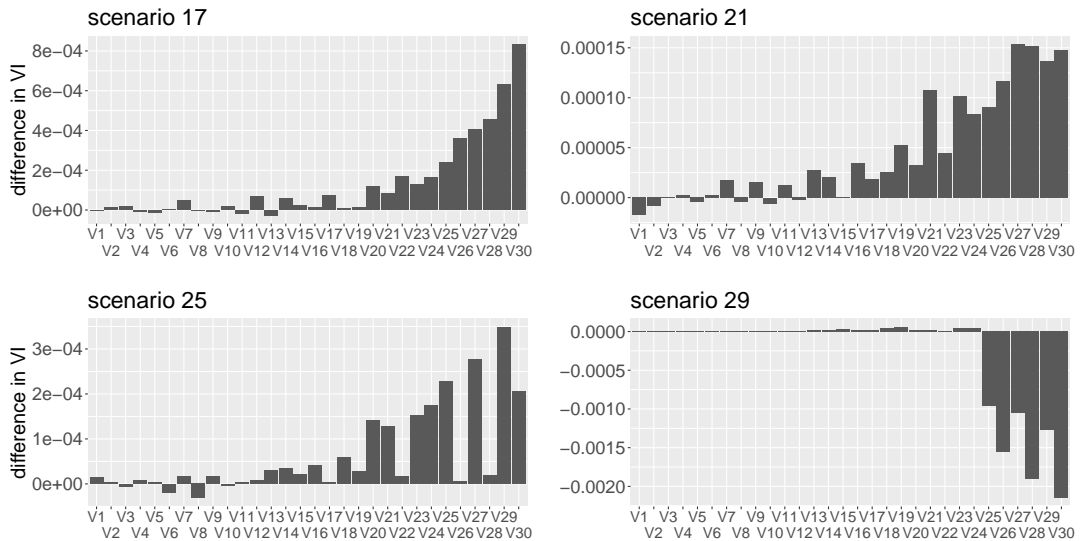 scenario 17
scenario 21
difference in VI
8e−04
6e−04
4e−04
2e−04
0e+00
V1 V3 V5 V7 V9 V11 V13 V15 V17 V19 V21 V23 V25 V27 V29
V2 V4 V6 V8 V10 V12 V14 V16 V18 V20 V22 V24 V26 V28 V30
0.00015
0.00010
0.00005
0.00000
V1 V3 V5 V7 V9 V11 V13 V15 V17 V19 V21 V23 V25 V27 V29
V2 V4 V6 V8 V10 V12 V14 V16 V18 V20 V22 V24 V26 V28 V30
scenario 25
scenario 29
difference in VI
3e−04
2e−04
1e−04
0e+00
V1 V3 V5 V7 V9 V11 V13 V15 V17 V19 V21 V23 V25 V27 V29
V2 V4 V6 V8 V10 V12 V14 V16 V18 V20 V22 V24 V26 V28 V30
0.0000
−0.0005
−0.0010
−0.0015
−0.0020
V1 V3 V5 V7 V9 V11 V13 V15 V17 V19 V21 V23 V25 V27 V29
V2 V4 V6 V8 V10 V12 V14 V16 V18 V20 V22 V24 V26 V28 V30